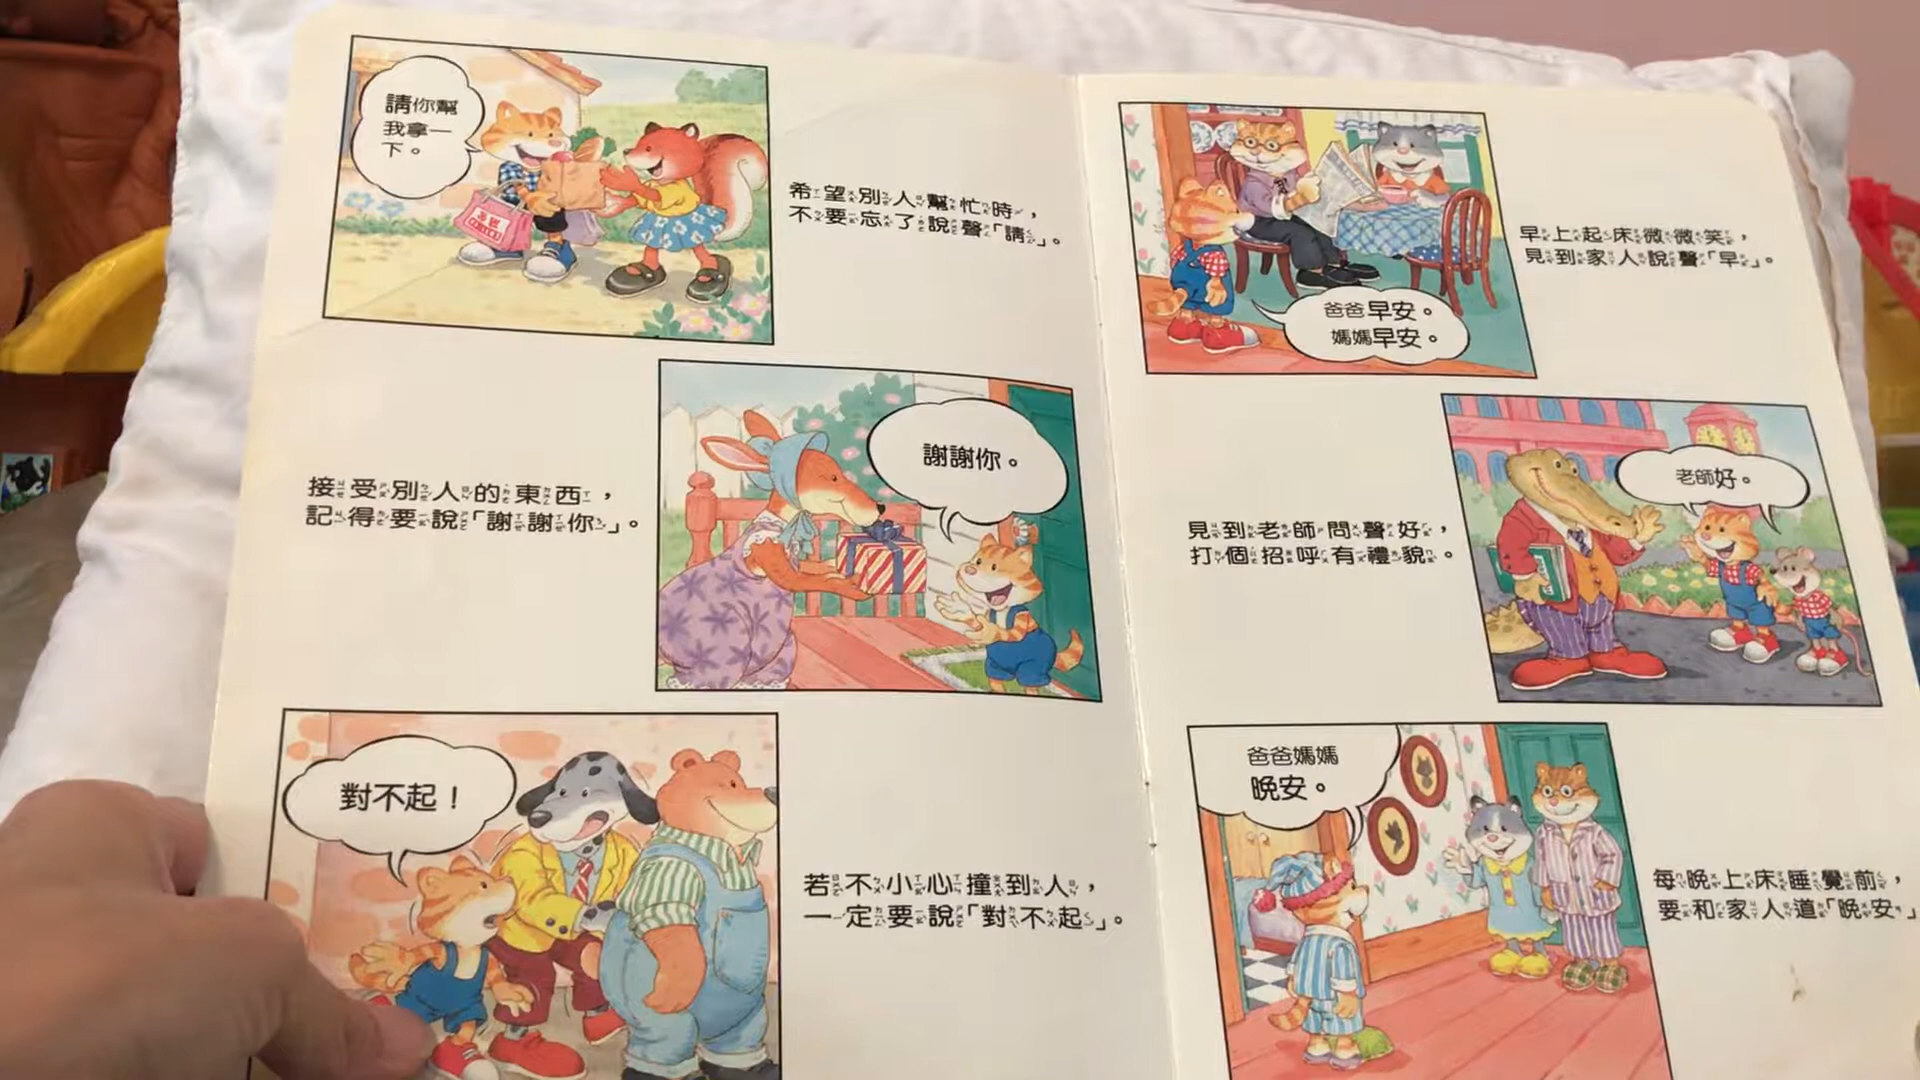 請你幫
我拿一
下。
希望別人幫忙時，
不要忘了說聲「請」。
謝謝你。
接受別人的東西，
記得要說「謝謝你」。
對不起！
若不小心撞到人，
一定要說「對不起」。
早上起床微微笑，
見到家人說聲「早」。
爸爸早安。
媽媽早安。
老師好。
見到老師問聲好，
打個招呼有禮貌。
爸爸媽媽
晚安。
每晚上床睡覺前，
要和家人道「晚安」